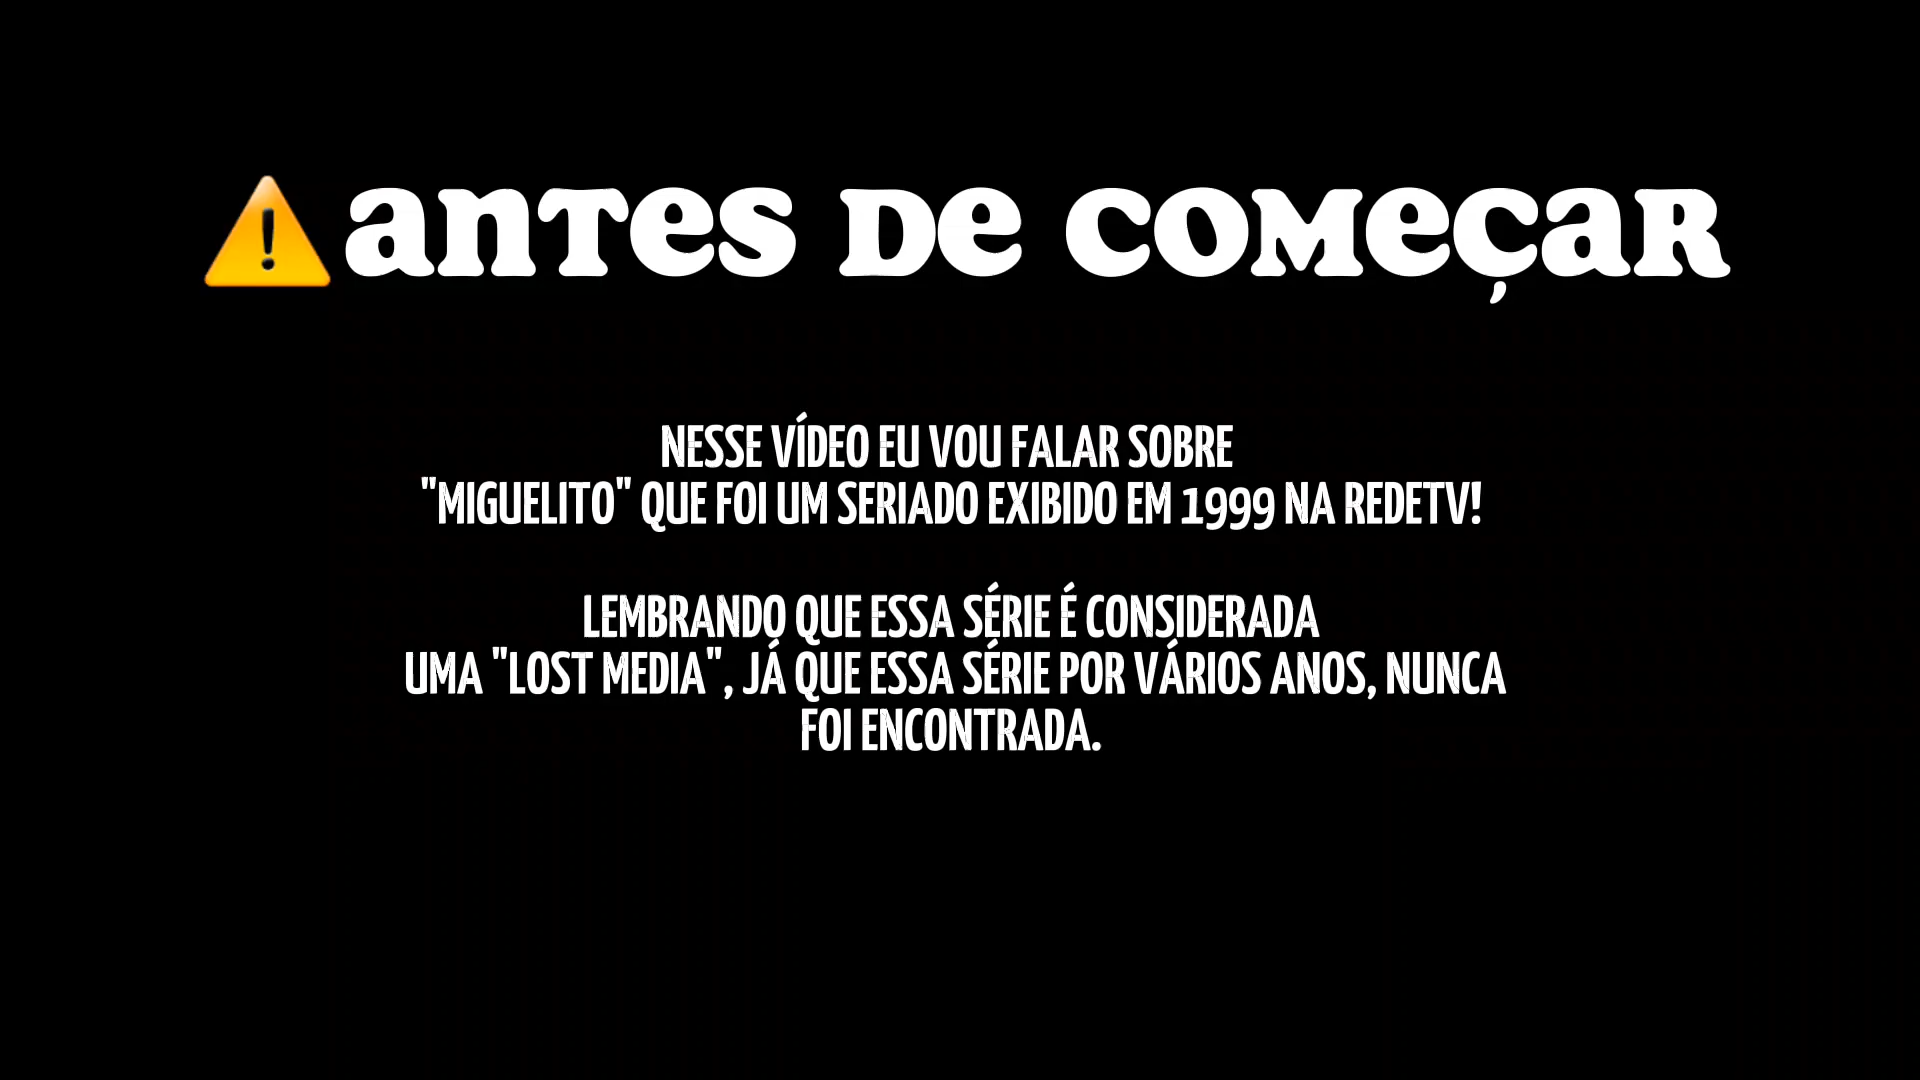 ⚠️antes de começar
NESSE VÍDEO EU VOU FALAR SOBRE
"MIGUELITO" QUE FOI UM SERIADO EXIBIDO EM 1999 NA REDETV!
LEMBRANDO QUE ESSA SÉRIE É CONSIDERADA
UMA "LOST MEDIA", JÁ QUE ESSA SÉRIE POR VÁRIOS ANOS, NUNCA
FOI ENCONTRADA.